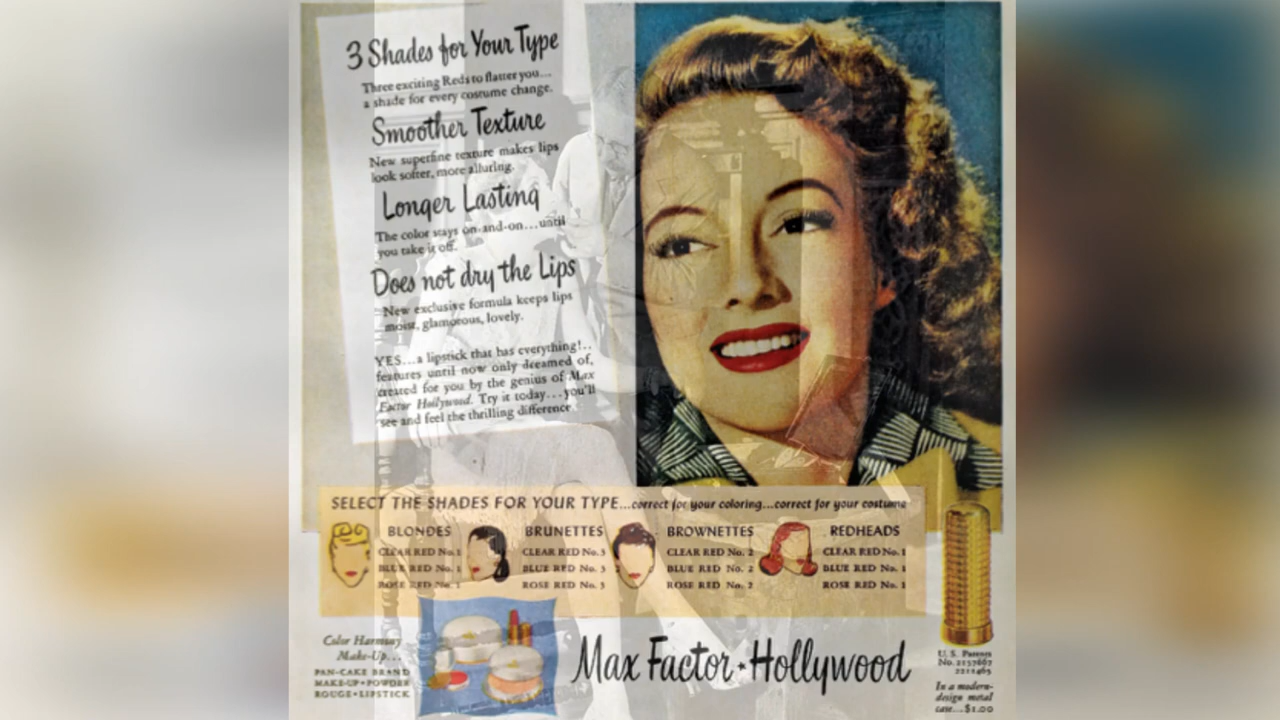 3 Shades for Your Type
Three exciting Reds to flatter you...
a shade for every costume change.
Smoother Texture
New superfine texture makes lips
look softer, more alluring.
Longer Lasting
The color stays on-and-on...until
you take it off.
Does not dry the Lips
New exclusive formula keeps lips
moist, glamorous, lovely.
YES...a lipstick that has everything!..
features until now only dreamed of,
created for you by the genius of Max
Factor Hollywood. Try it today...you'll
see and feel the thrilling difference
SELECT THE SHADES FOR YOUR TYPE...correct for your coloring...correct for your costume
BLONDES
CLEAR RED No. 1
BLUE RED No. 1
ROSE RED No. 1
BRUNETTES
CLEAR RED No. 3
BLUE RED No. 3
ROSE RED No. 3
BROWNETTES
CLEAR RED No. 2
BLUE RED No. 2
ROSE RED No. 2
REDHEADS
CLEAR RED No. 1
BLUE RED No. 1
ROSE RED No. 1
Color Harmony
Make-Up...
PAN-CAKE BRAND
MAKE-UP • POWDER
ROUGE • LIPSTICK
Max Factor * Hollywood
U. S. Patents
No. 2157667
2211465
In a modern-
design metal
case...$1.00